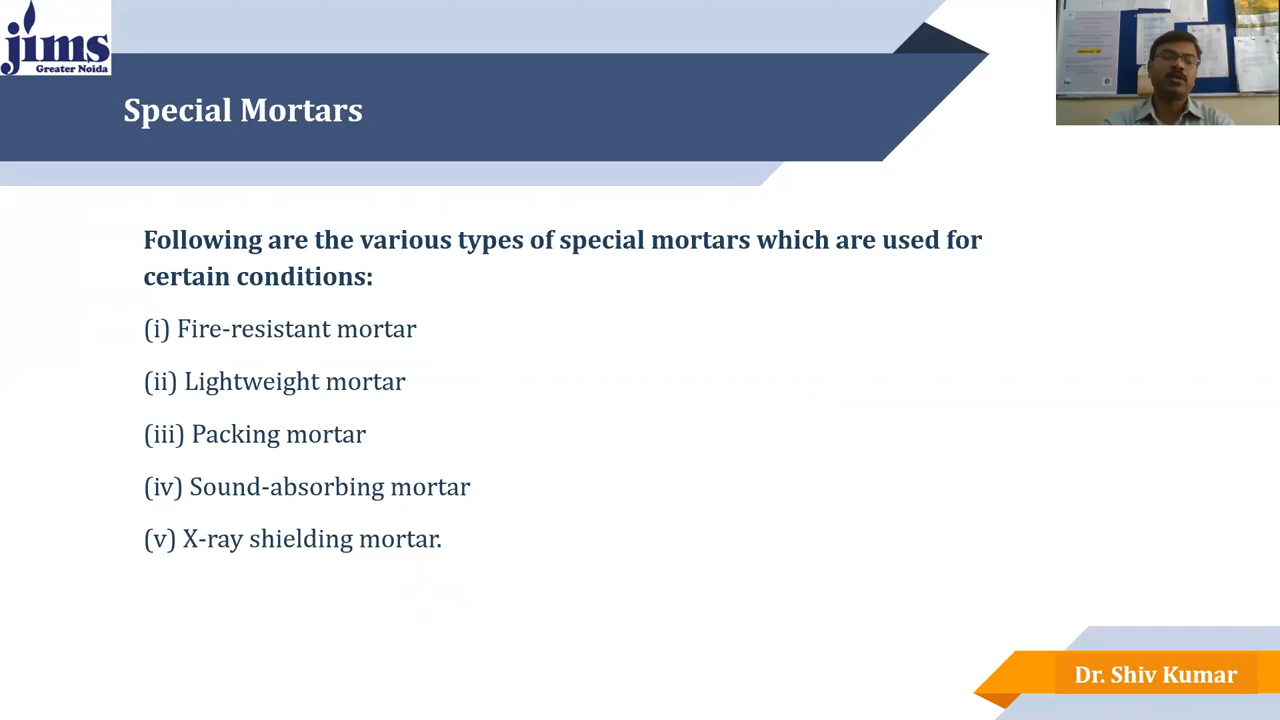 jims
Greater Noida
Special Mortars
Following are the various types of special mortars which are used for
certain conditions:
(i) Fire-resistant mortar
(ii) Lightweight mortar
(iii) Packing mortar
(iv) Sound-absorbing mortar
(v) X-ray shielding mortar.
Dr. Shiv Kumar